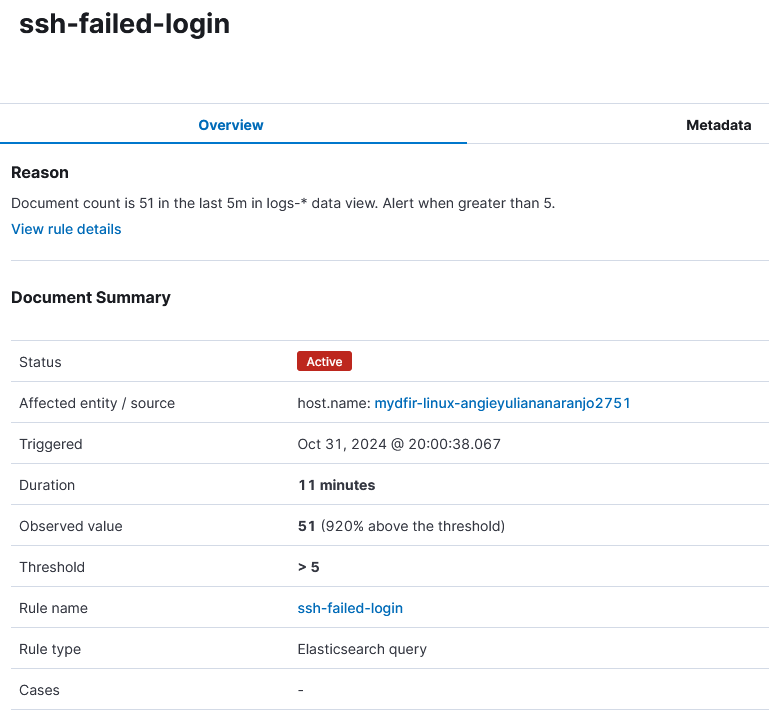 ssh-failed-login
Overview Metadata
Reason
Document count is 51 in the last 5m in logs-* data view. Alert when greater than 5.
View rule details
Document Summary
Status Active
Affected entity / source host.name: mydfir-linux-angieyuliananaranjo2751
Triggered Oct 31, 2024 @ 20:00:38.067
Duration 11 minutes
Observed value 51 (920% above the threshold)
Threshold > 5
Rule name ssh-failed-login
Rule type Elasticsearch query
Cases -